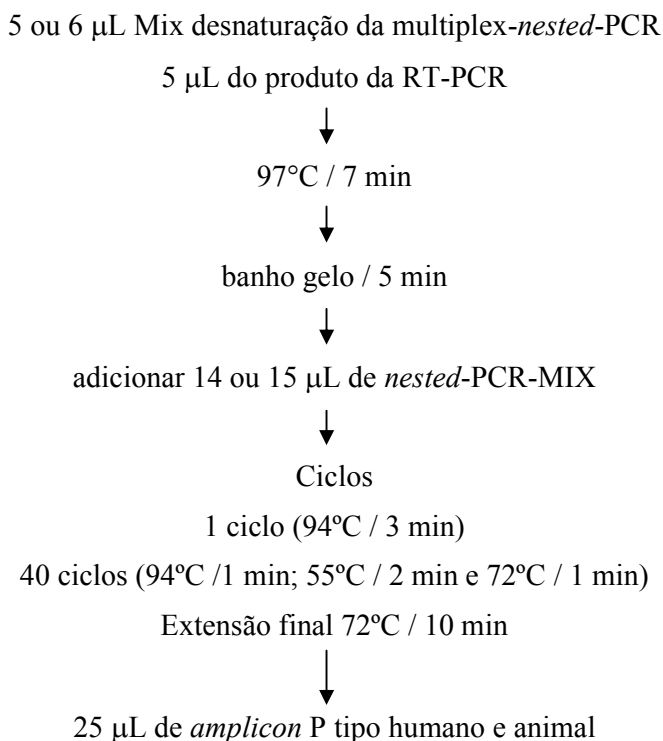 5 ou 6 μL Mix desnaturação da multiplex-nested-PCR
5 μL do produto da RT-PCR
97°C / 7 min
banho gelo / 5 min
adicionar 14 ou 15 μL de nested-PCR-MIX
Ciclos
1 ciclo (94ºC / 3 min)
40 ciclos (94ºC /1 min; 55ºC / 2 min e 72ºC / 1 min)
Extensão final 72ºC / 10 min
25 μL de amplicon P tipo humano e animal